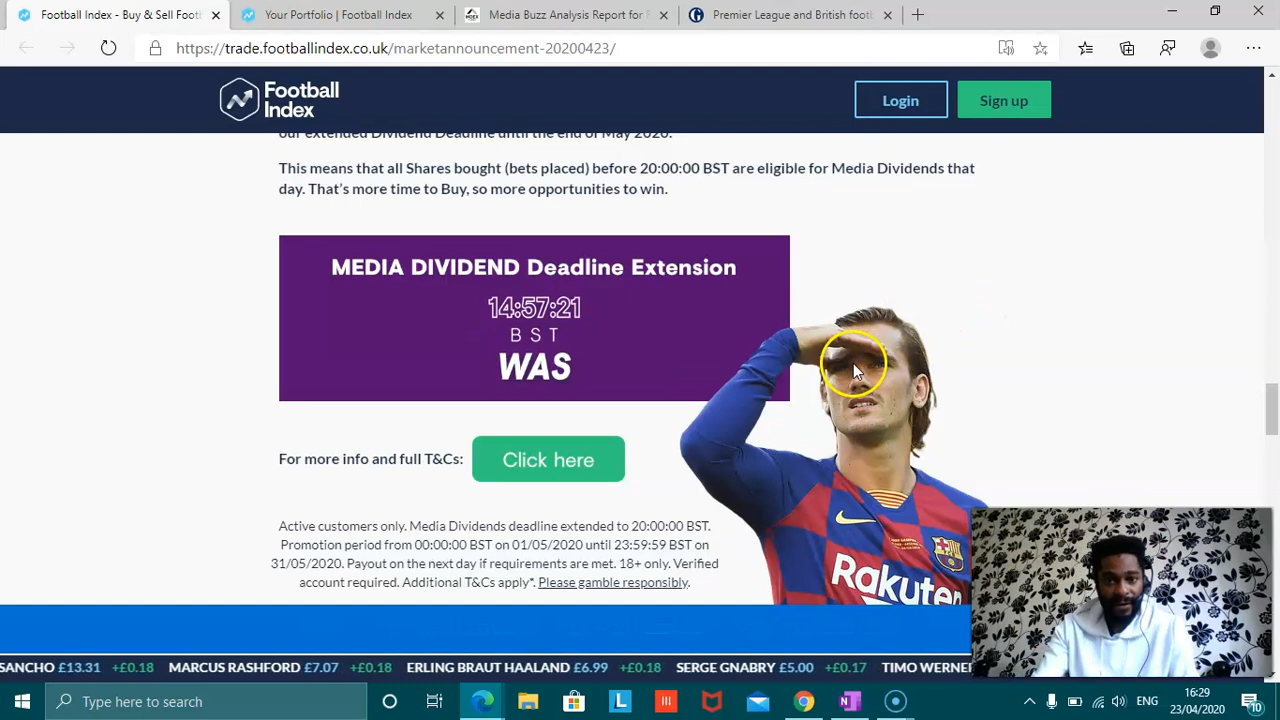 Football Index - Buy & Sell Foot
Your Portfolio | Football Index
Media Buzz Analysis Report for F
Premier League and British footb
https://trade.footballindex.co.uk/marketannouncement-20200423/
Football
Index
Login
Sign up
our extended Dividend Deadline until the end of May 2020.
This means that all Shares bought (bets placed) before 20:00:00 BST are eligible for Media Dividends that
day. That's more time to Buy, so more opportunities to win.
MEDIA DIVIDEND Deadline Extension
14:57:21
BST
WAS
For more info and full T&Cs:
Click here
Rakuten
Active customers only. Media Dividends deadline extended to 20:00:00 BST.
Promotion period from 00:00:00 BST on 01/05/2020 until 23:59:59 BST on
31/05/2020. Payout on the next day if requirements are met. 18+ only. Verified
account required. Additional T&Cs apply*. Please gamble responsibly.
SANCHO £13.31 +£0.18 MARCUS RASHFORD £7.07 +£0.18 ERLING BRAUT HAALAND £6.99 +£0.18 SERGE GNABRY £5.00 +£0.17 TIMO WERNER
Type here to search
ENG
16:29
23/04/2020
10